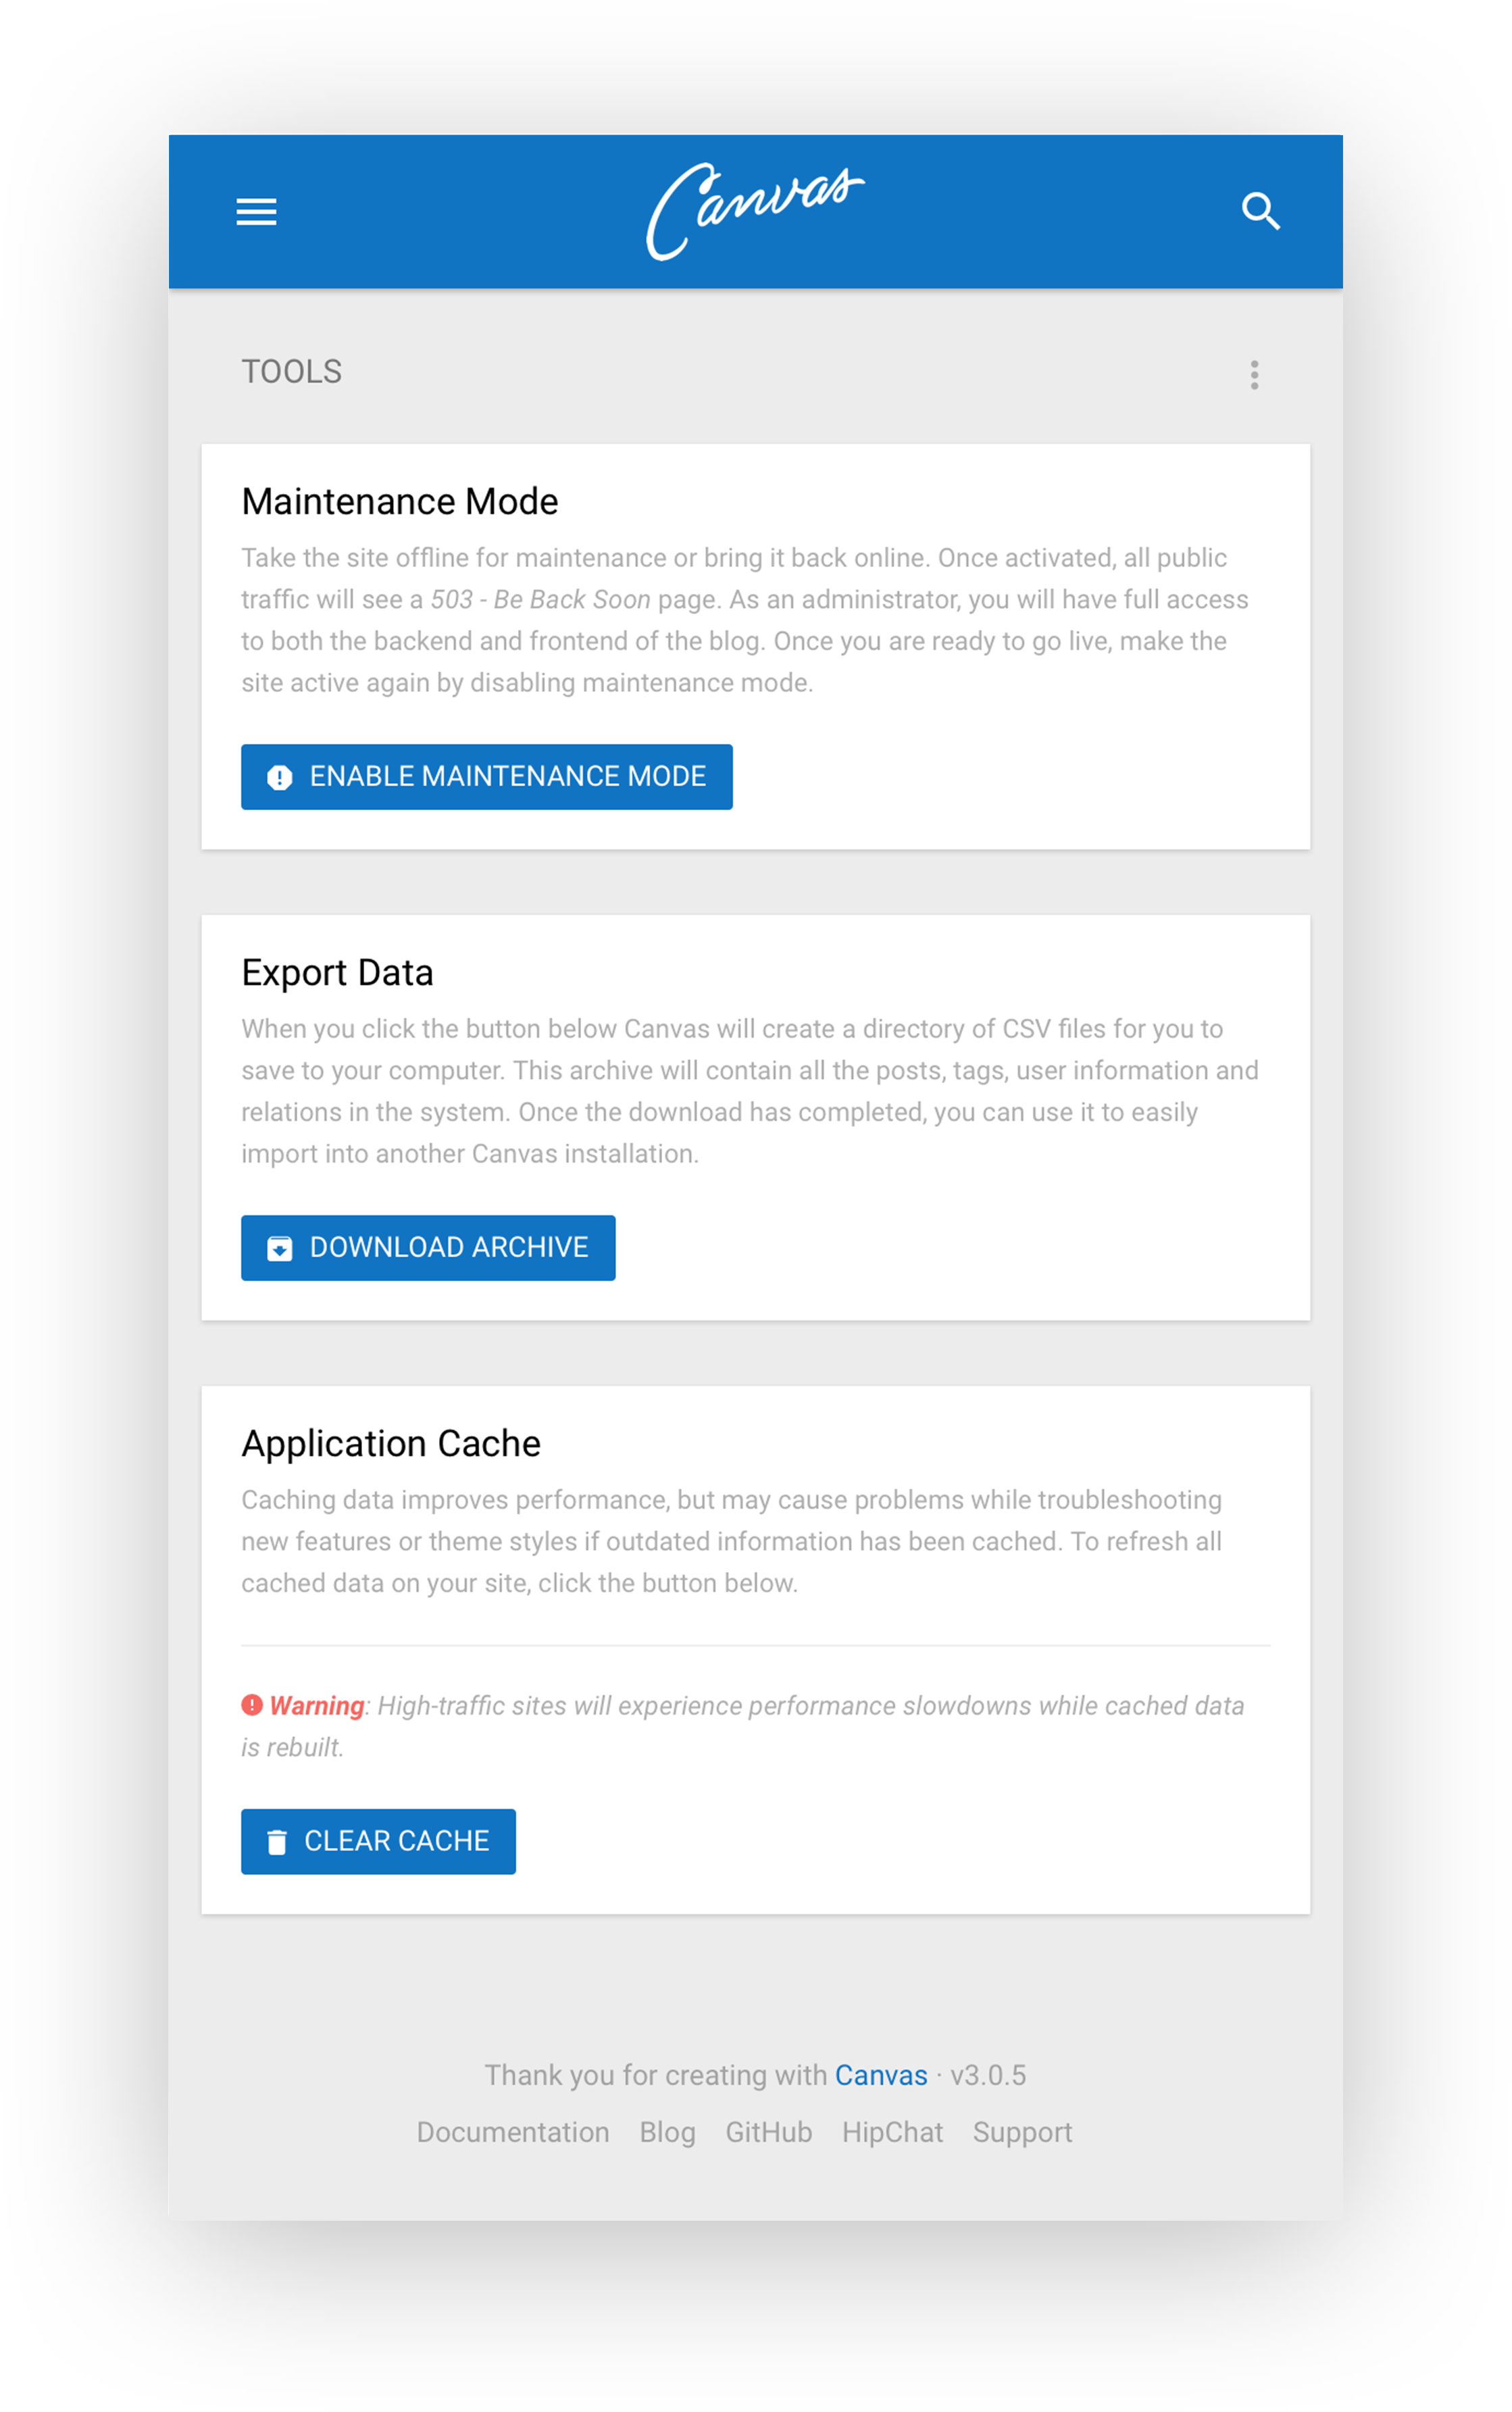 Canvas
TOOLS
Maintenance Mode
Take the site offline for maintenance or bring it back online. Once activated, all public
traffic will see a 503 - Be Back Soon page. As an administrator, you will have full access
to both the backend and frontend of the blog. Once you are ready to go live, make the
site active again by disabling maintenance mode.
ENABLE MAINTENANCE MODE
Export Data
When you click the button below Canvas will create a directory of CSV files for you to
save to your computer. This archive will contain all the posts, tags, user information and
relations in the system. Once the download has completed, you can use it to easily
import into another Canvas installation.
DOWNLOAD ARCHIVE
Application Cache
Caching data improves performance, but may cause problems while troubleshooting
new features or theme styles if outdated information has been cached. To refresh all
cached data on your site, click the button below.
Warning: High-traffic sites will experience performance slowdowns while cached data
is rebuilt.
CLEAR CACHE
Thank you for creating with Canvas · v3.0.5
Documentation Blog GitHub HipChat Support